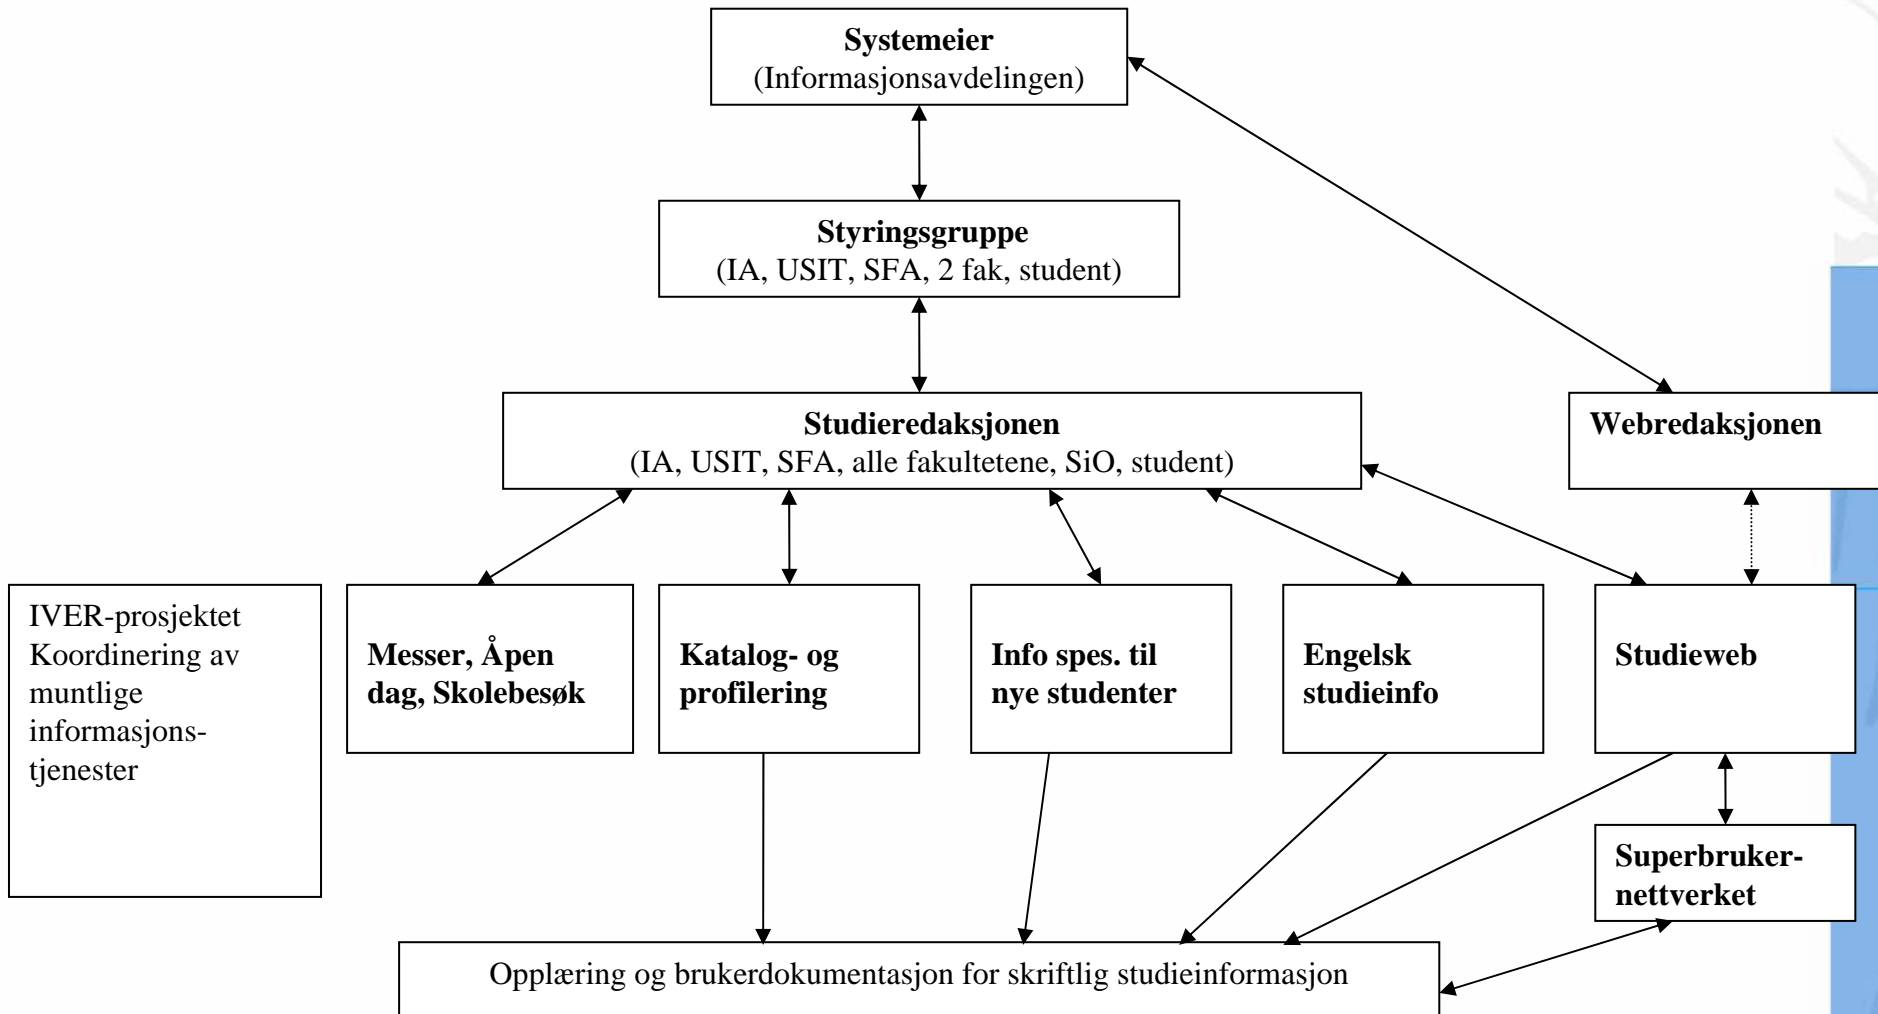 Systemeier
(Informasjonsavdelingen)
Styringsgruppe
(IA, USIT, SFA, 2 fak, student)
Studieredaksjonen
(IA, USIT, SFA, alle fakultetene, SiO, student)
Webredaksjonen
IVER-prosjektet
Koordinering av
muntlige
informasjons-
tjenester
Messer, Åpen
dag, Skolebesøk
Katalog- og
profilering
Info spes. til
nye studenter
Engelsk
studieinfo
Studieweb
Superbruker-
nettverket
Opplæring og brukerdokumentasjon for skriftlig studieinformasjon